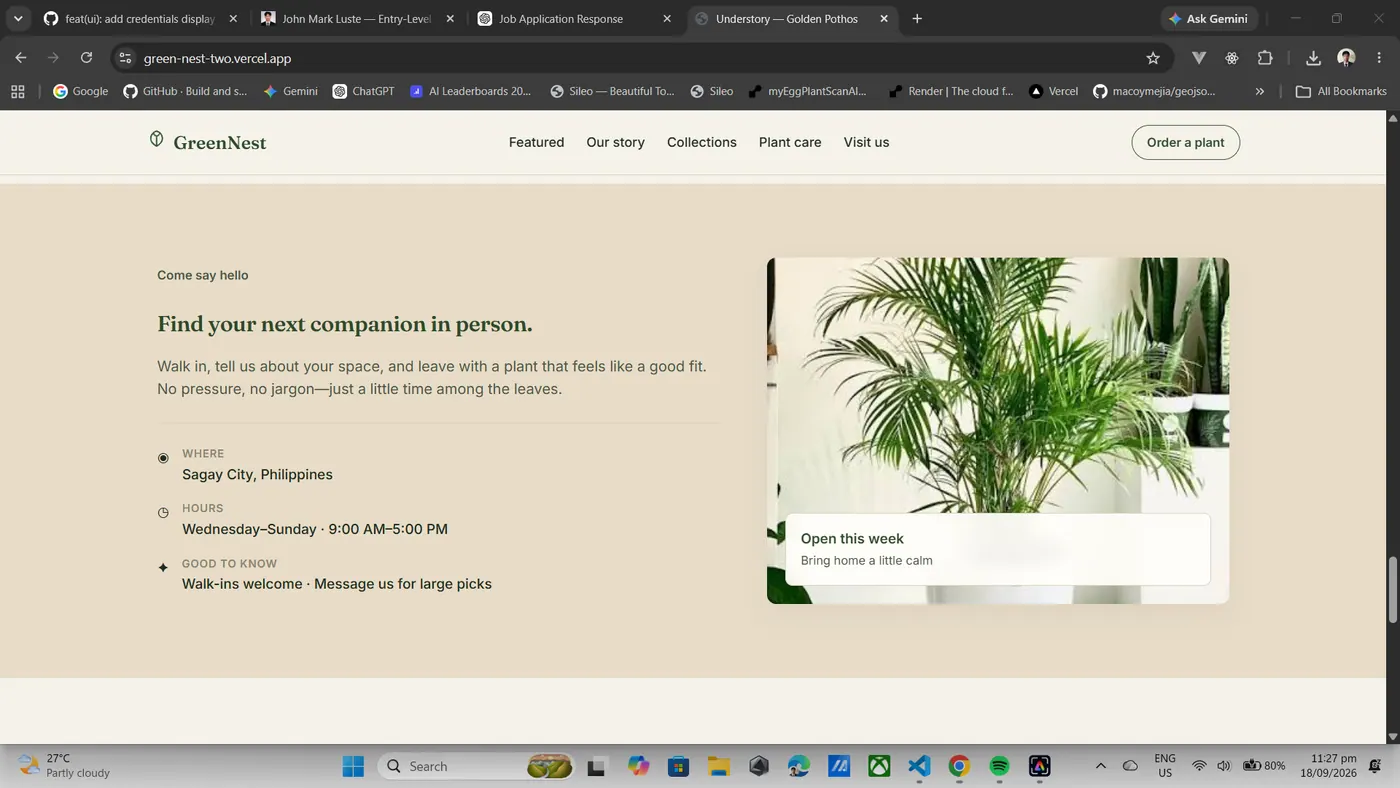 feat(ui): add credentials display
John Mark Luste — Entry-Level
Job Application Response
Understory — Golden Pothos
Ask Gemini
green-nest-two.vercel.app
Google
GitHub · Build and s...
Gemini
ChatGPT
AI Leaderboards 20...
Sileo — Beautiful To...
Sileo
myEggPlantScanAI...
Render | The cloud f...
Vercel
macoymejia/geojso...
All Bookmarks
GreenNest
Featured
Our story
Collections
Plant care
Visit us
Order a plant
Come say hello
Find your next companion in person.
Walk in, tell us about your space, and leave with a plant that feels like a good fit.
No pressure, no jargon—just a little time among the leaves.
WHERE
Sagay City, Philippines
HOURS
Wednesday–Sunday · 9:00 AM–5:00 PM
GOOD TO KNOW
Walk-ins welcome · Message us for large picks
Open this week
Bring home a little calm
27°C
Partly cloudy
Search
ENG
US
80%
11:27 pm
18/09/2026